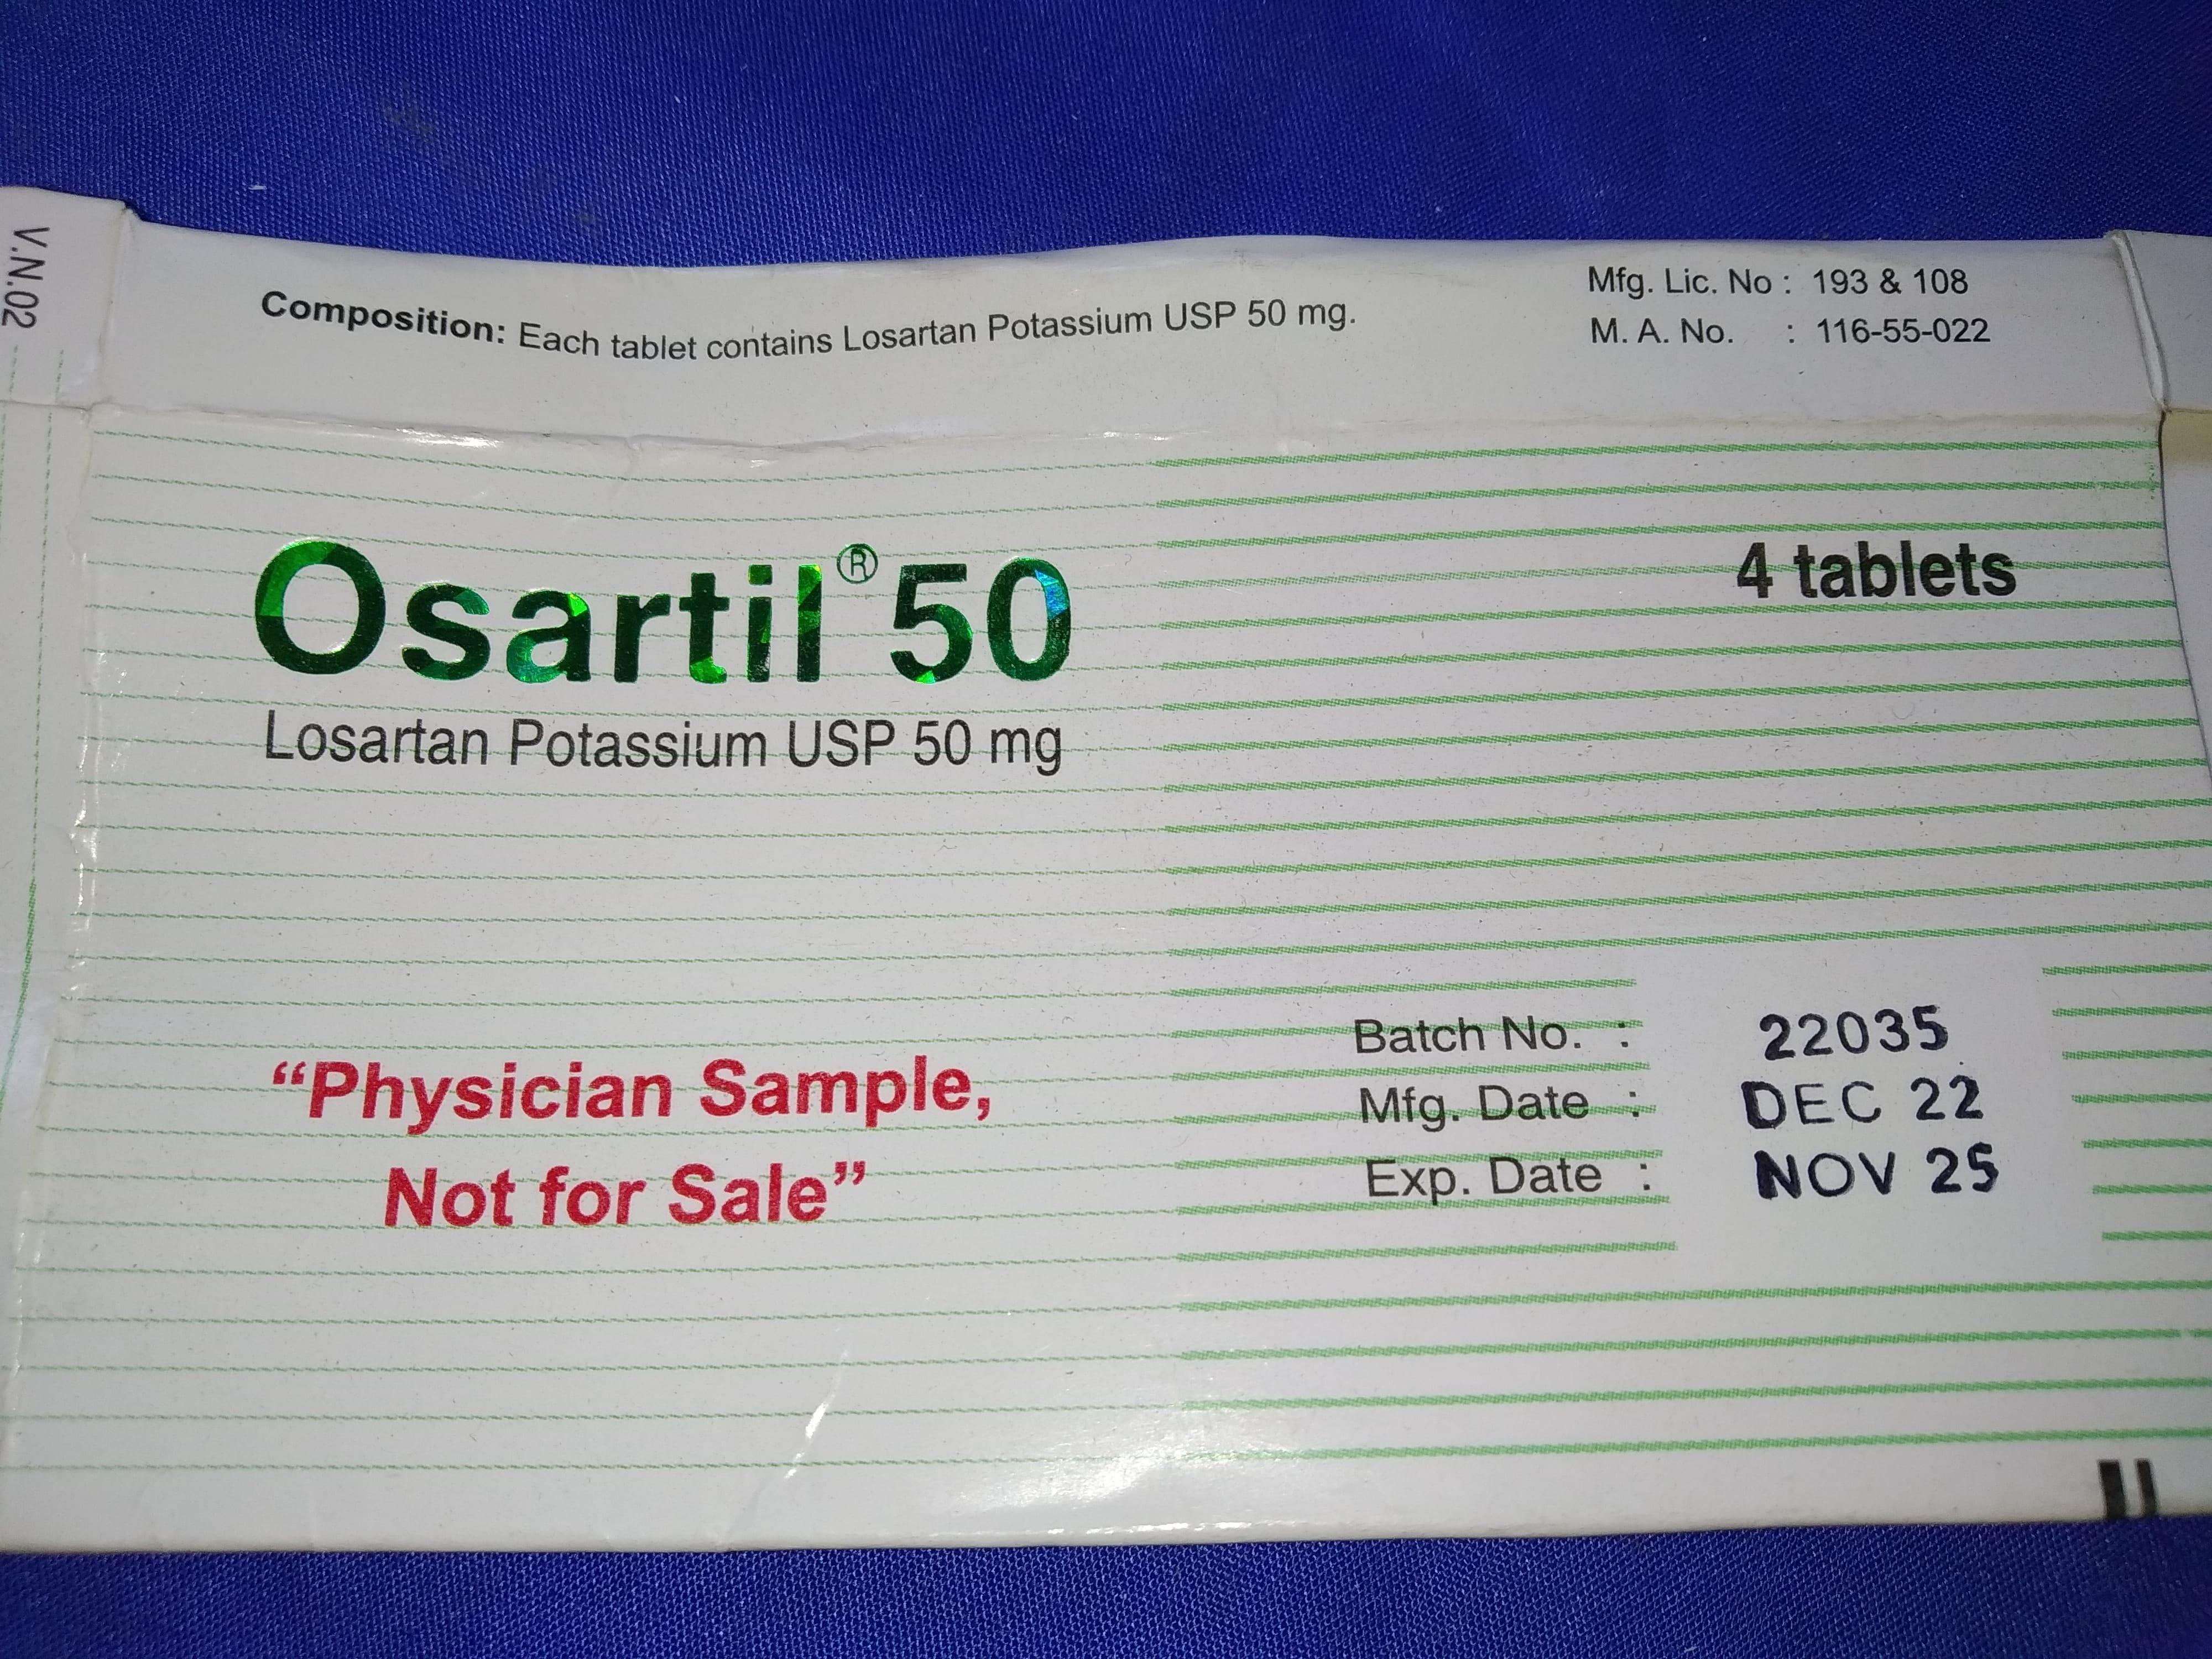 V.N.02
Composition: Each tablet contains Losartan Potassium USP 50 mg.
Mfg. Lic. No : 193 & 108
M. A. No. : 116-55-022
Osartil® 50
4 tablets
Losartan Potassium USP 50 mg
“Physician Sample,
Not for Sale”
Batch No. : 22035
Mfg. Date : DEC 22
Exp. Date : NOV 25